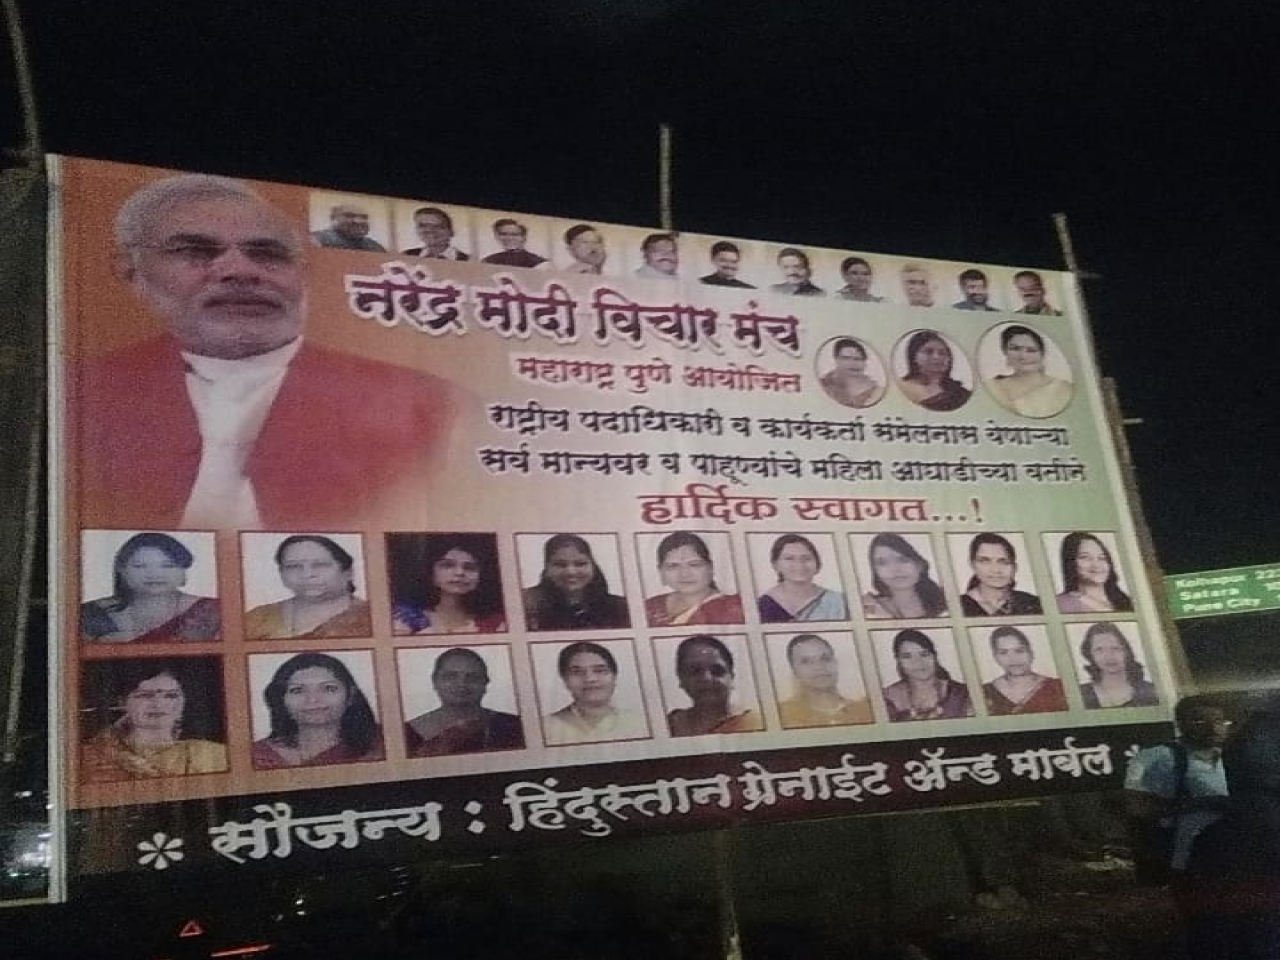 नरेंद्र मोदी विचार मंच
महाराष्ट्र पुणे आयोजित
राष्ट्रीय पदाधिकारी व कार्यकर्ता संमेलनास येणाऱ्या
सर्व मान्यवर व पाहूण्यांचे महिला आघाडीच्या वतीने
हार्दिक स्वागत...!
* सौजन्य : हिंदुस्तान ग्रेनाईट ॲन्ड मार्बल *
Kolhapur
Satara
Pune City